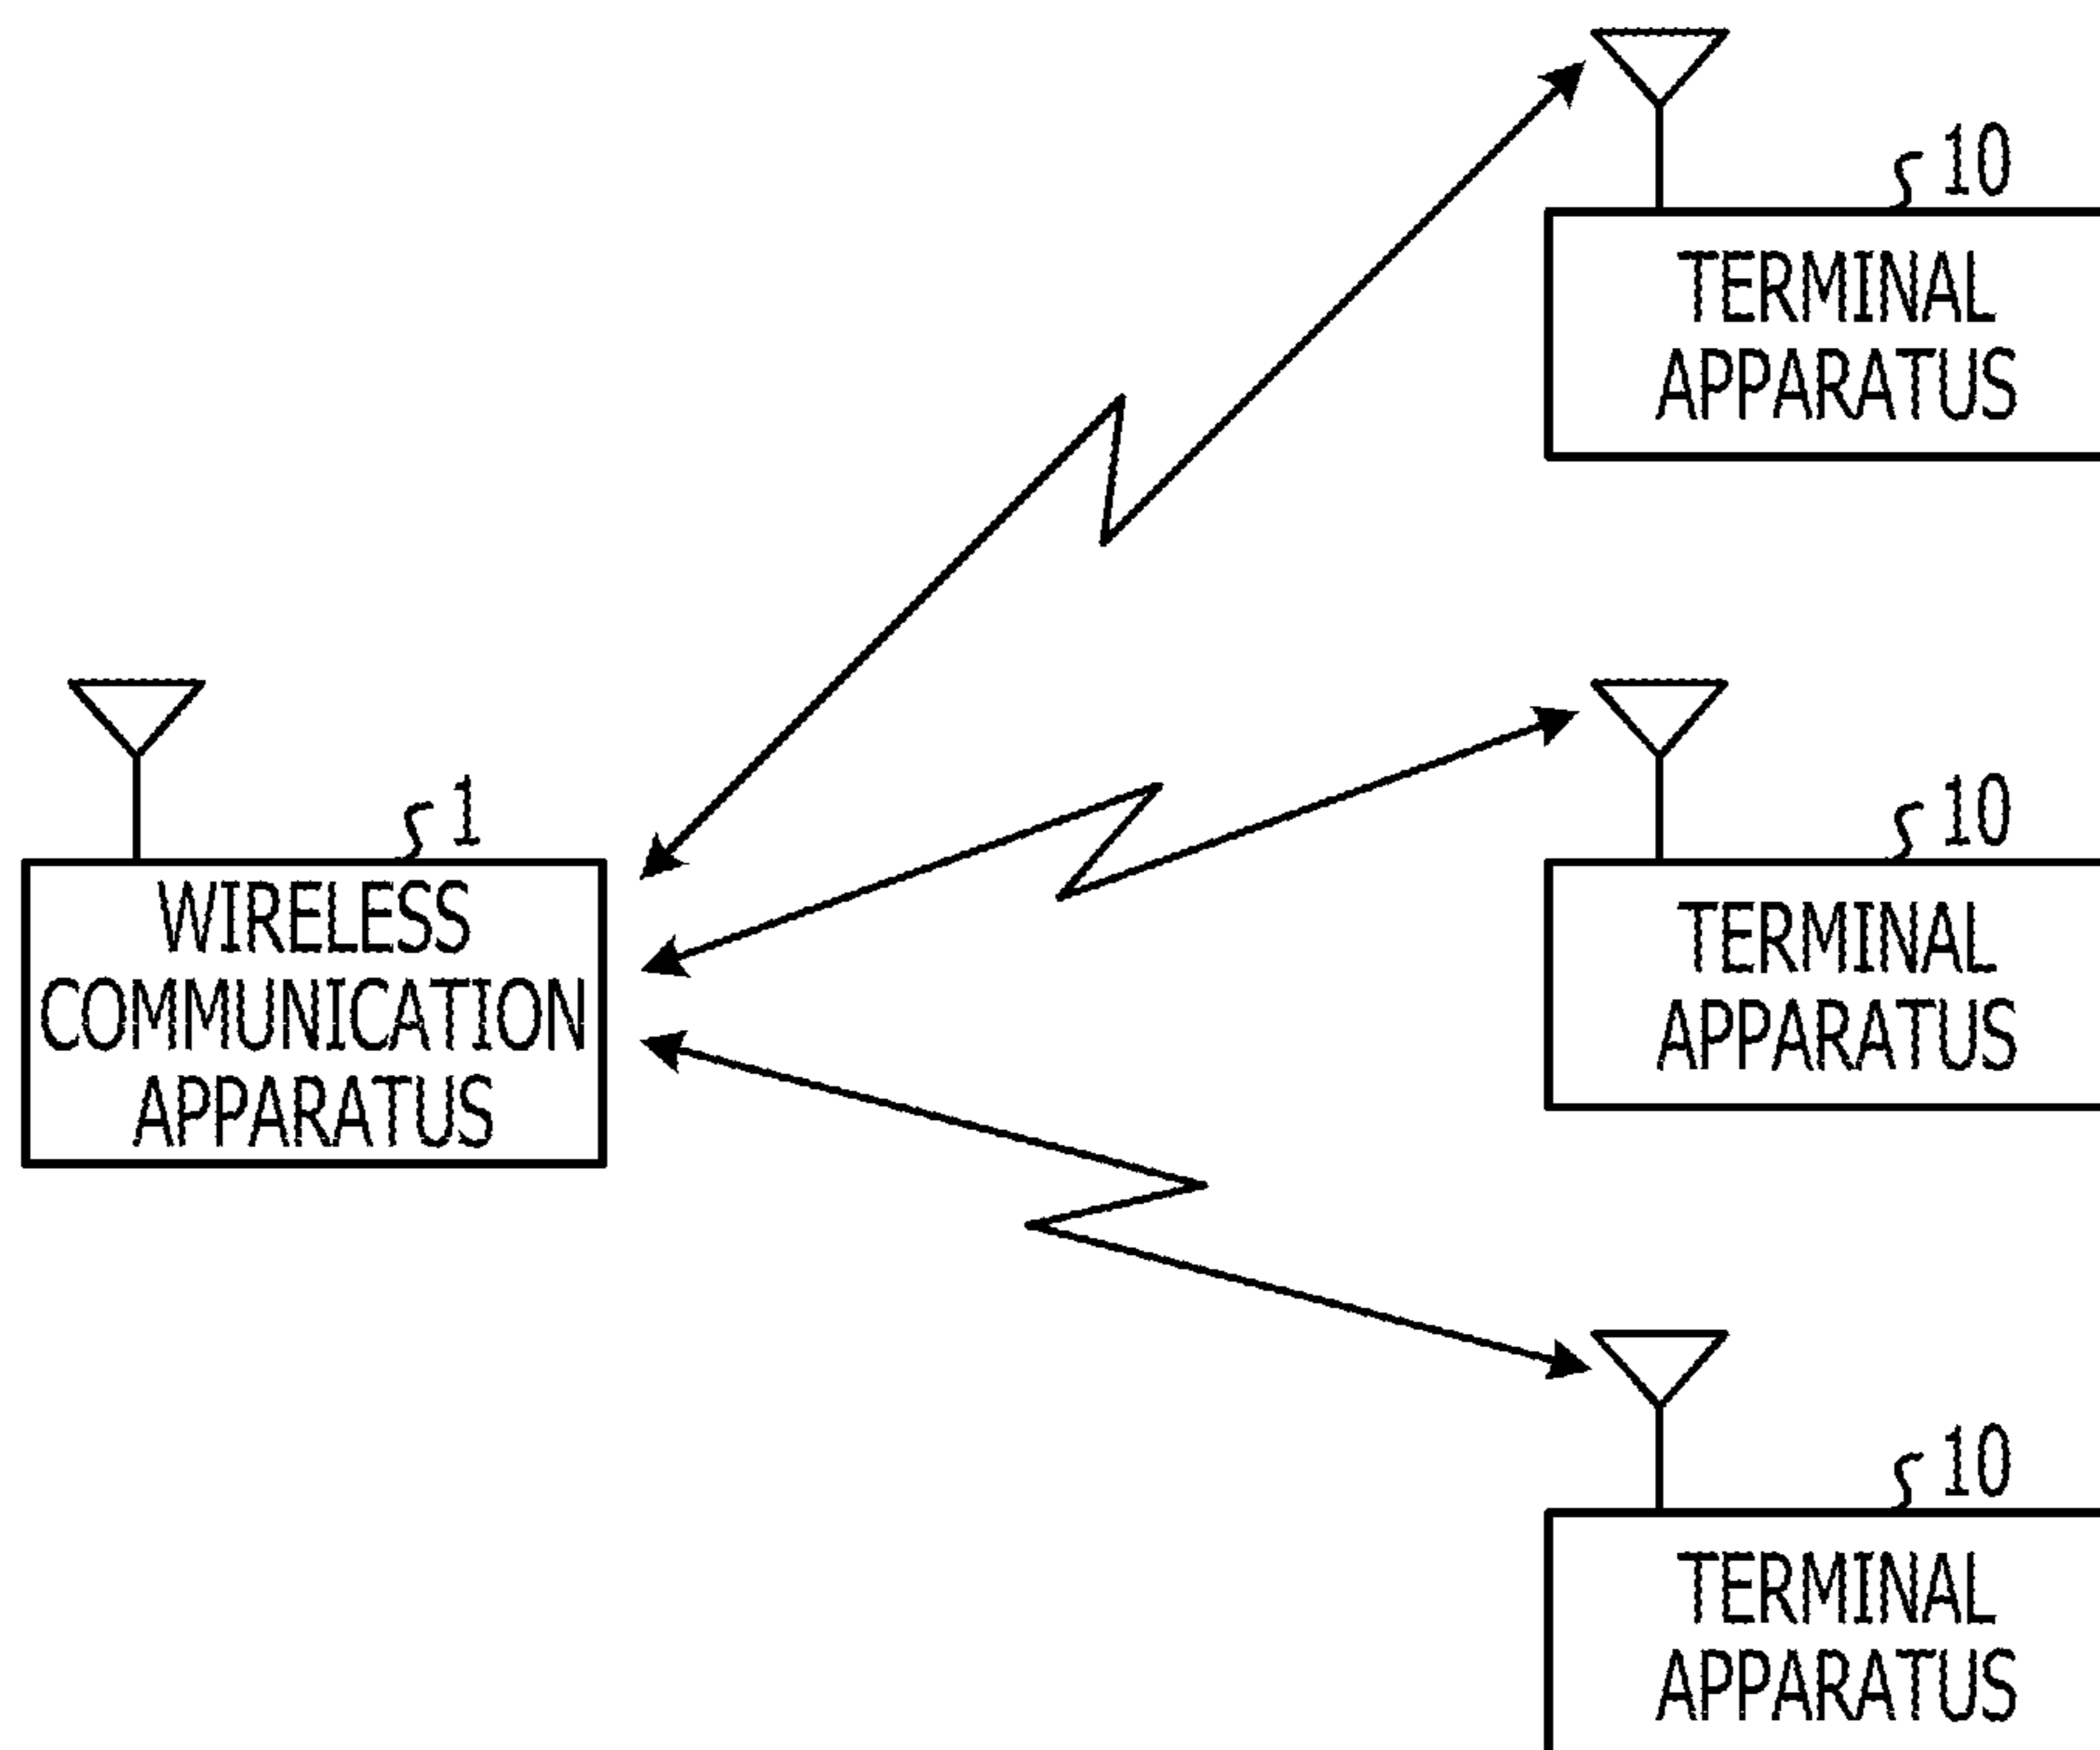 10
TERMINAL
APPARATUS
1
WIRELESS
COMMUNICATION
APPARATUS
10
TERMINAL
APPARATUS
10
TERMINAL
APPARATUS